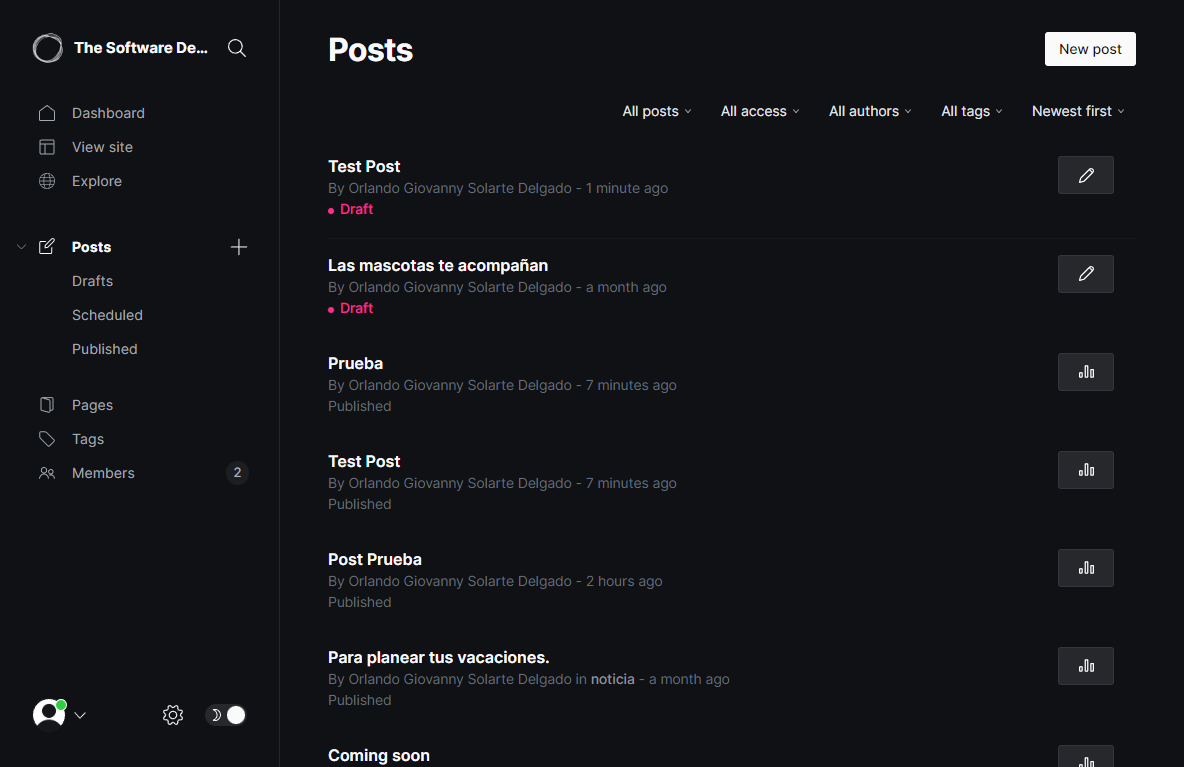 The Software De...
Dashboard
View site
Explore
Posts
Drafts
Scheduled
Published
Pages
Tags
Members 2
Posts
New post
All posts All access All authors All tags Newest first
Test Post
By Orlando Giovanny Solarte Delgado - 1 minute ago
Draft
Las mascotas te acompañan
By Orlando Giovanny Solarte Delgado - a month ago
Draft
Prueba
By Orlando Giovanny Solarte Delgado - 7 minutes ago
Published
Test Post
By Orlando Giovanny Solarte Delgado - 7 minutes ago
Published
Post Prueba
By Orlando Giovanny Solarte Delgado - 2 hours ago
Published
Para planear tus vacaciones.
By Orlando Giovanny Solarte Delgado in noticia - a month ago
Published
Coming soon